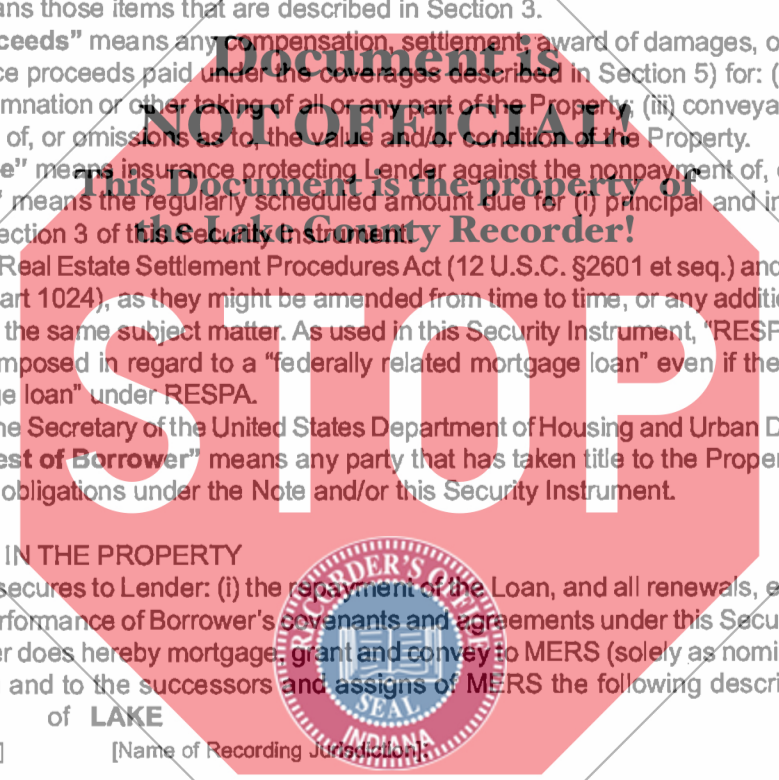 ans those items that are described in Section 3.
ceeds” means any compensation, settlement, award of damages, o
Document is
ce proceeds paid under the coverages described in Section 5) for: (
mnation or other taking of all or any part of the Property; (iii) conveya
NOT OFFICIAL!
of, or omissions as to, the value and/or condition of the Property.
e” means insurance protecting Lender against the nonpayment of,
This Document is the property of
” means the regularly scheduled amount due for (i) principal and in
the Lake County Recorder!
ection 3 of this Security Instrument.
Real Estate Settlement Procedures Act (12 U.S.C. §2601 et seq.) and
art 1024), as they might be amended from time to time, or any additi
the same subject matter. As used in this Security Instrument, “RESP
mposed in regard to a “federally related mortgage loan” even if the
STOP
e loan” under RESPA.
ne Secretary of the United States Department of Housing and Urban D
est of Borrower” means any party that has taken title to the Proper
obligations under the Note and/or this Security Instrument.
IN THE PROPERTY
secures to Lender: (i) the repayment of the Loan, and all renewals, e
rformance of Borrower's covenants and agreements under this Secu
er does hereby mortgage, grant and convey to MERS (solely as nomi
and to the successors and assigns of MERS the following descri
of LAKE
] [Name of Recording Jurisdiction]:
RECORDER'S OFFICE
SEAL
INDIANA